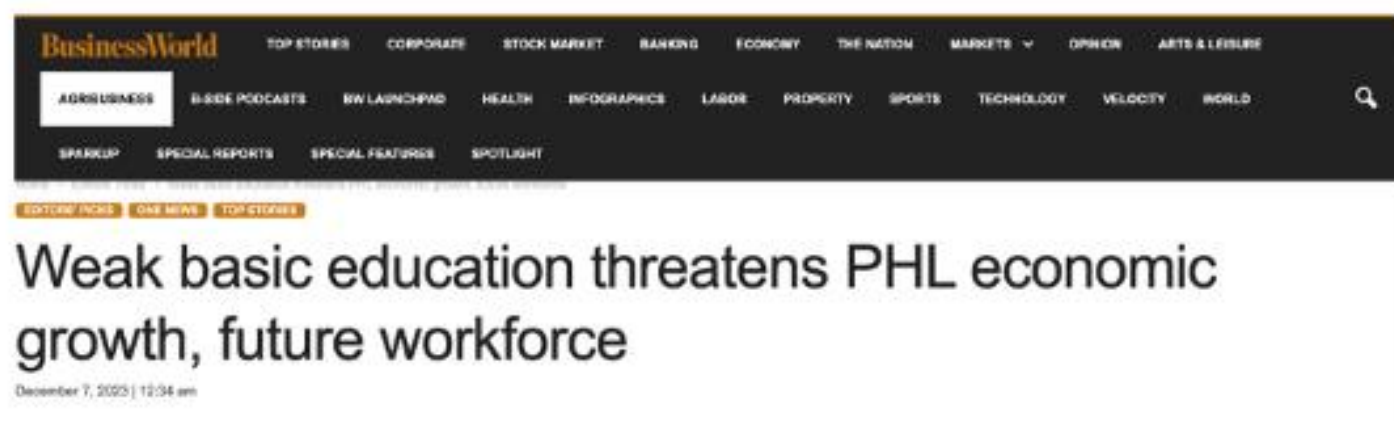 BusinessWorld TOP STORIES CORPORATE STOCK MARKET BANKING ECONOMY THE NATION MARKETS OPINION ARTS & LEISURE
AGRIBUSINESS B-SIDE PODCASTS BW LAUNCHPAD HEALTH INFOGRAPHICS LABOR PROPERTY SPORTS TECHNOLOGY VELOCITY WORLD
SPARKUP SPECIAL REPORTS SPECIAL FEATURES SPOTLIGHT
EDITORS' PICKS ONE NEWS TOP STORIES
Weak basic education threatens PHL economic
growth, future workforce
December 7, 2023 | 12:34 am